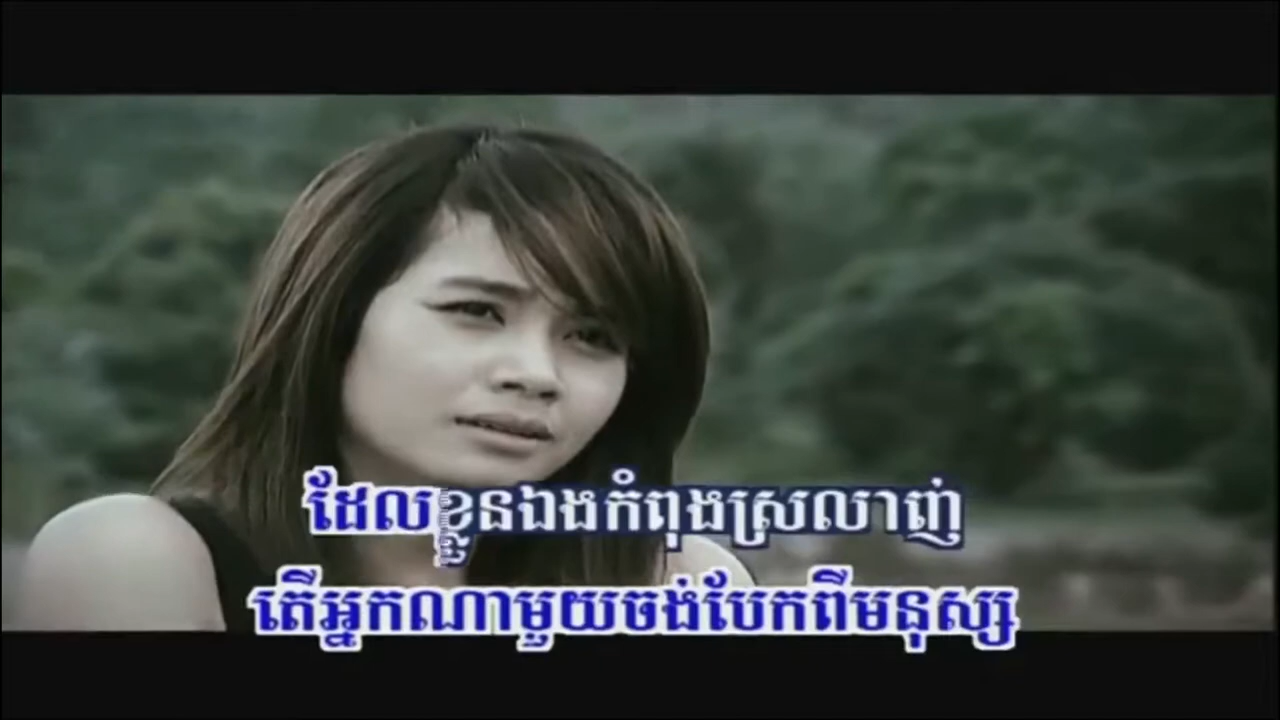 ដែលខ្លួនឯងកំពុងស្រលាញ់
តើអ្នកណាមួយចង់បែកពីមនុស្ស